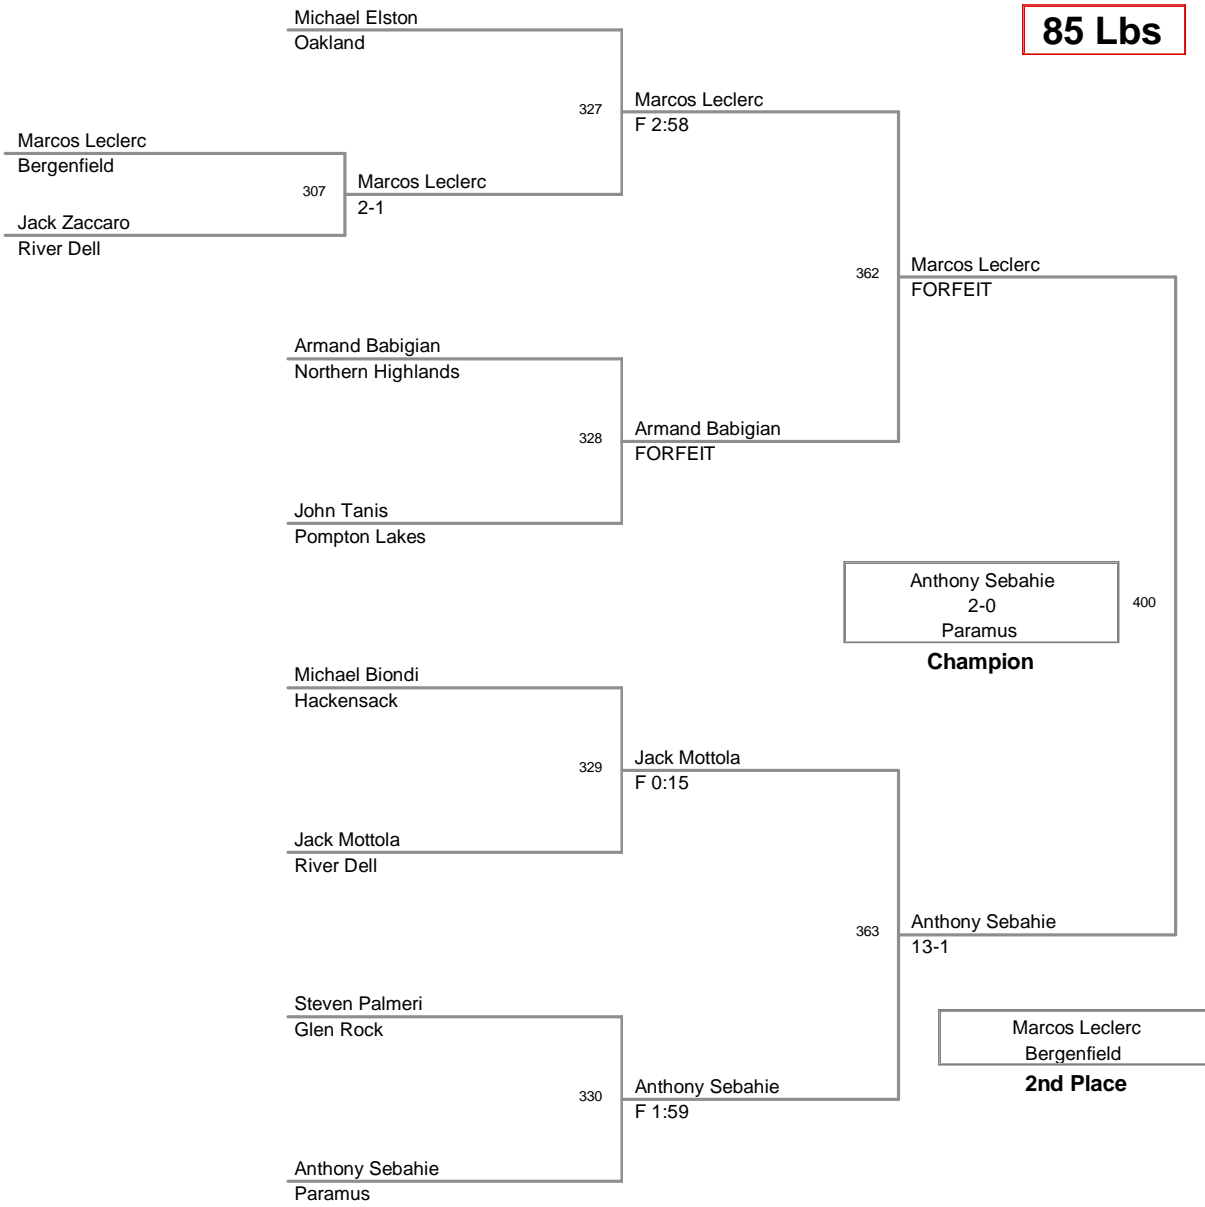 Michael Elston
Oakland
85 Lbs
327
Marcos Leclerc
F 2:58
Marcos Leclerc
Bergenfield
307
Marcos Leclerc
2-1
Jack Zaccaro
River Dell
362
Marcos Leclerc
FORFEIT
Armand Babigian
Northern Highlands
328
Armand Babigian
FORFEIT
John Tanis
Pompton Lakes
Anthony Sebahie
2-0
Paramus
400
Champion
Michael Biondi
Hackensack
329
Jack Mottola
F 0:15
Jack Mottola
River Dell
363
Anthony Sebahie
13-1
Steven Palmeri
Glen Rock
Marcos Leclerc
Bergenfield
2nd Place
330
Anthony Sebahie
F 1:59
Anthony Sebahie
Paramus